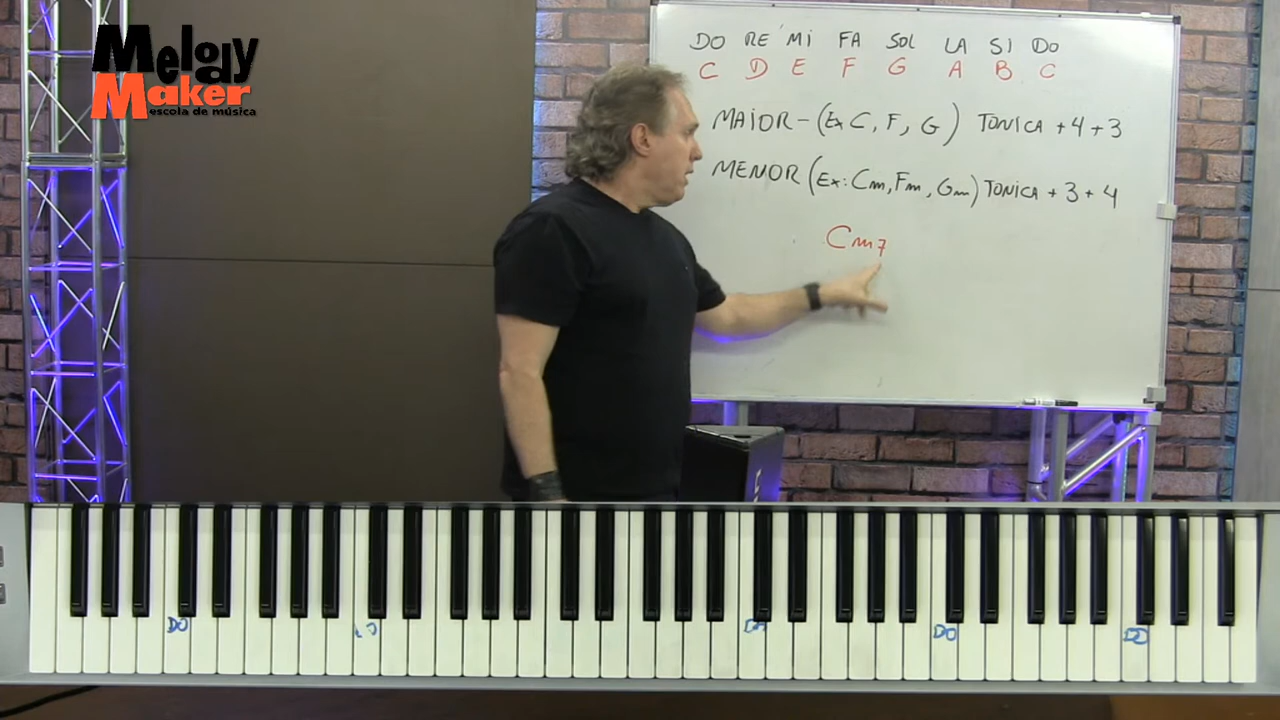 Melody
Maker
escola de música
DO RE MI FA SOL LA SI DO
C D E F G A B C
MAIOR - (Ex C, F, G) TONICA +4 +3
MENOR (Ex: Cm, Fm, Gm) TONICA + 3 + 4
Cm7
DO
DO
DO